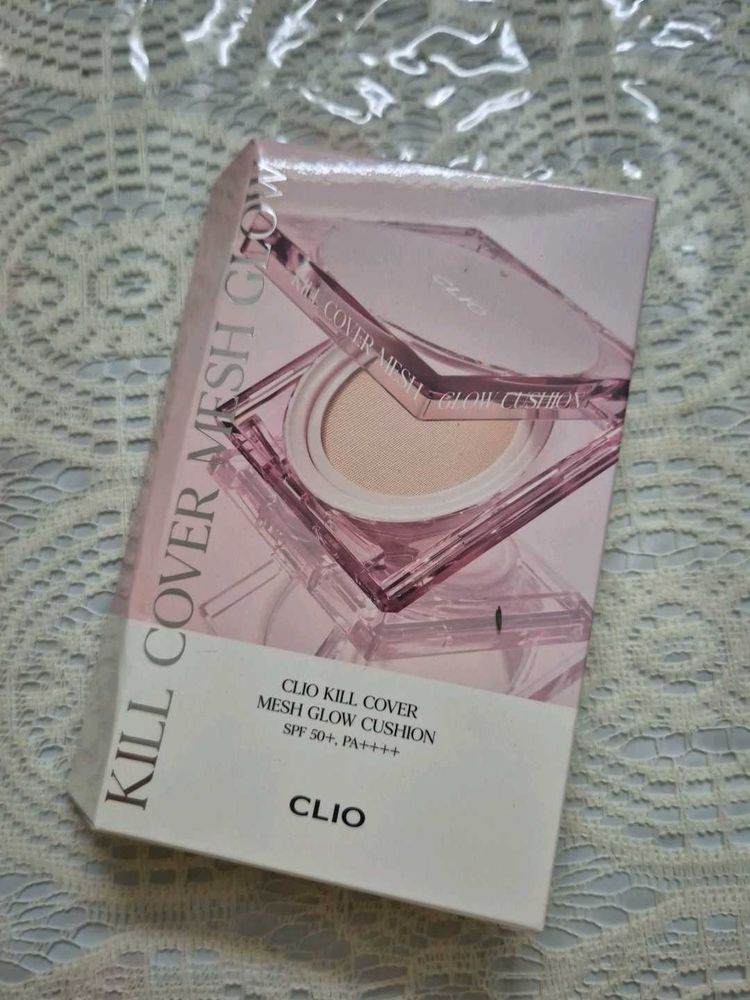 KILL COVER MESH GLOW
CLIO
KILL COVER MESH GLOW CUSHION
CLIO KILL COVER
MESH GLOW CUSHION
SPF 50+, PA++++
CLIO